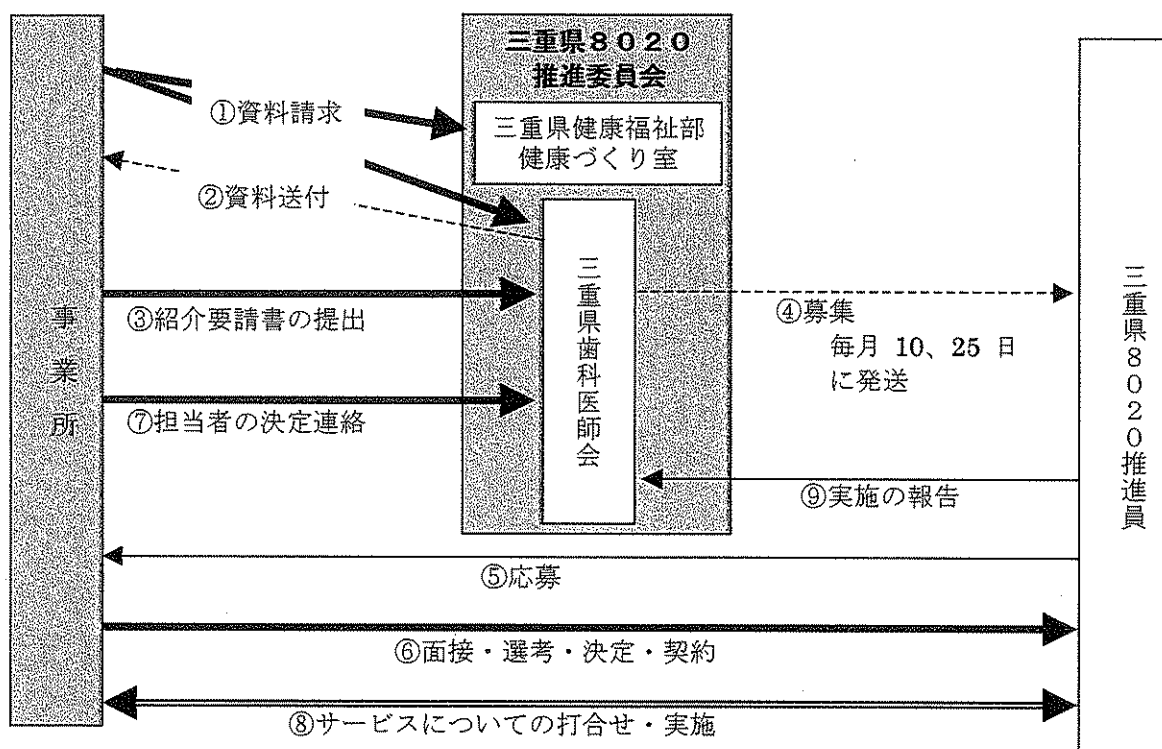 三重県8020
推進委員会
三重県健康福祉部
健康づくり室
①資料請求
②資料送付
三重県歯科医師会
事業所
③紹介要請書の提出
④募集
毎月 10、25 日
に発送
三重県8020推進員
⑦担当者の決定連絡
⑨実施の報告
⑤応募
⑥面接・選考・決定・契約
⑧サービスについての打合せ・実施